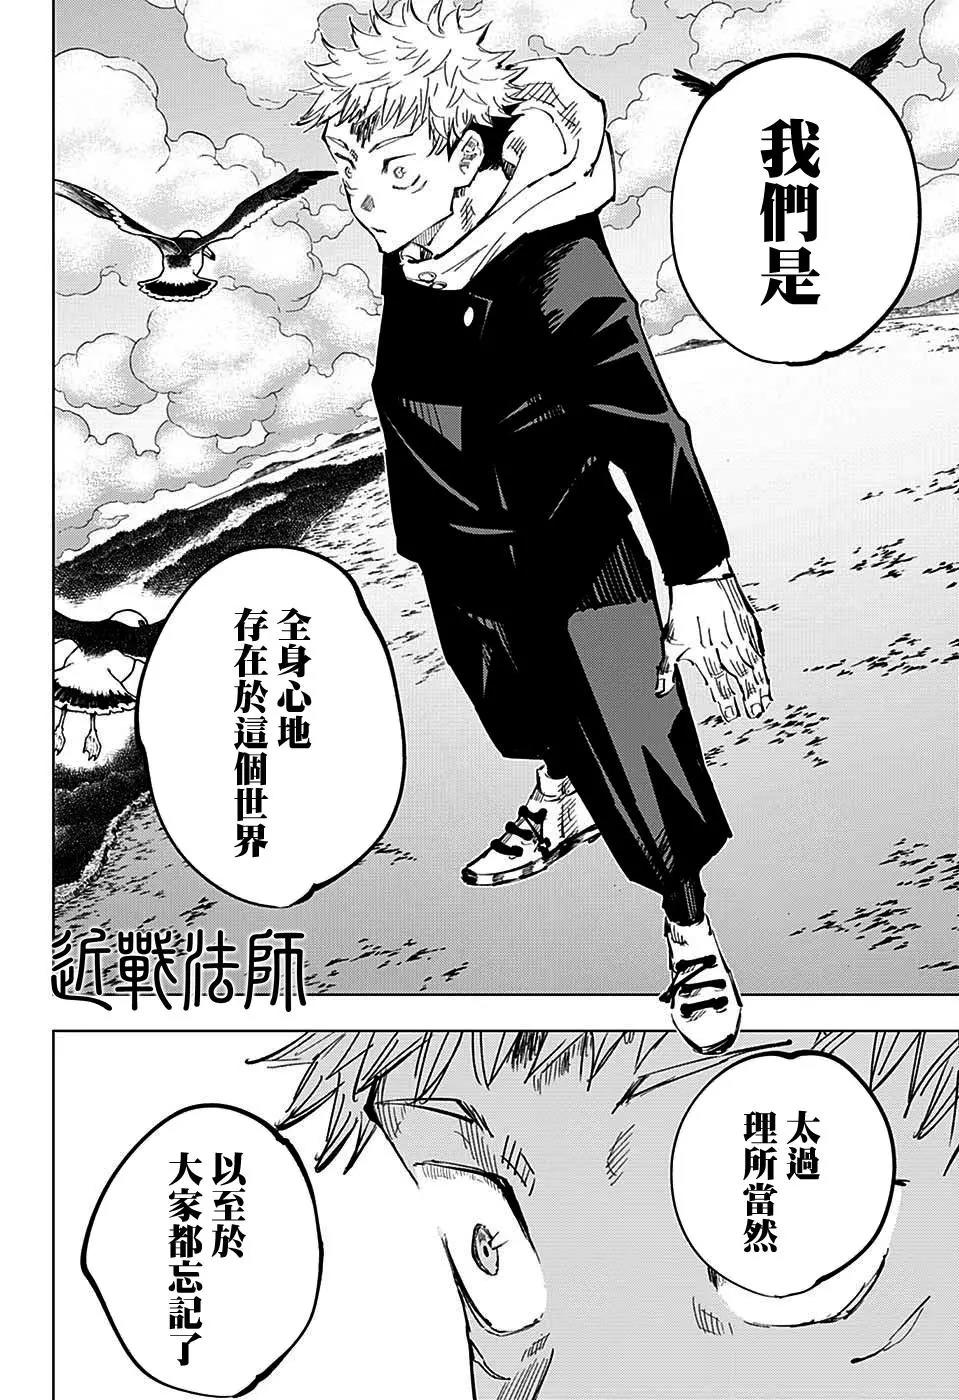 我們是
全身心地
存在於這個世界
近戰法師
太過
理所當然
以至於
大家都忘記了